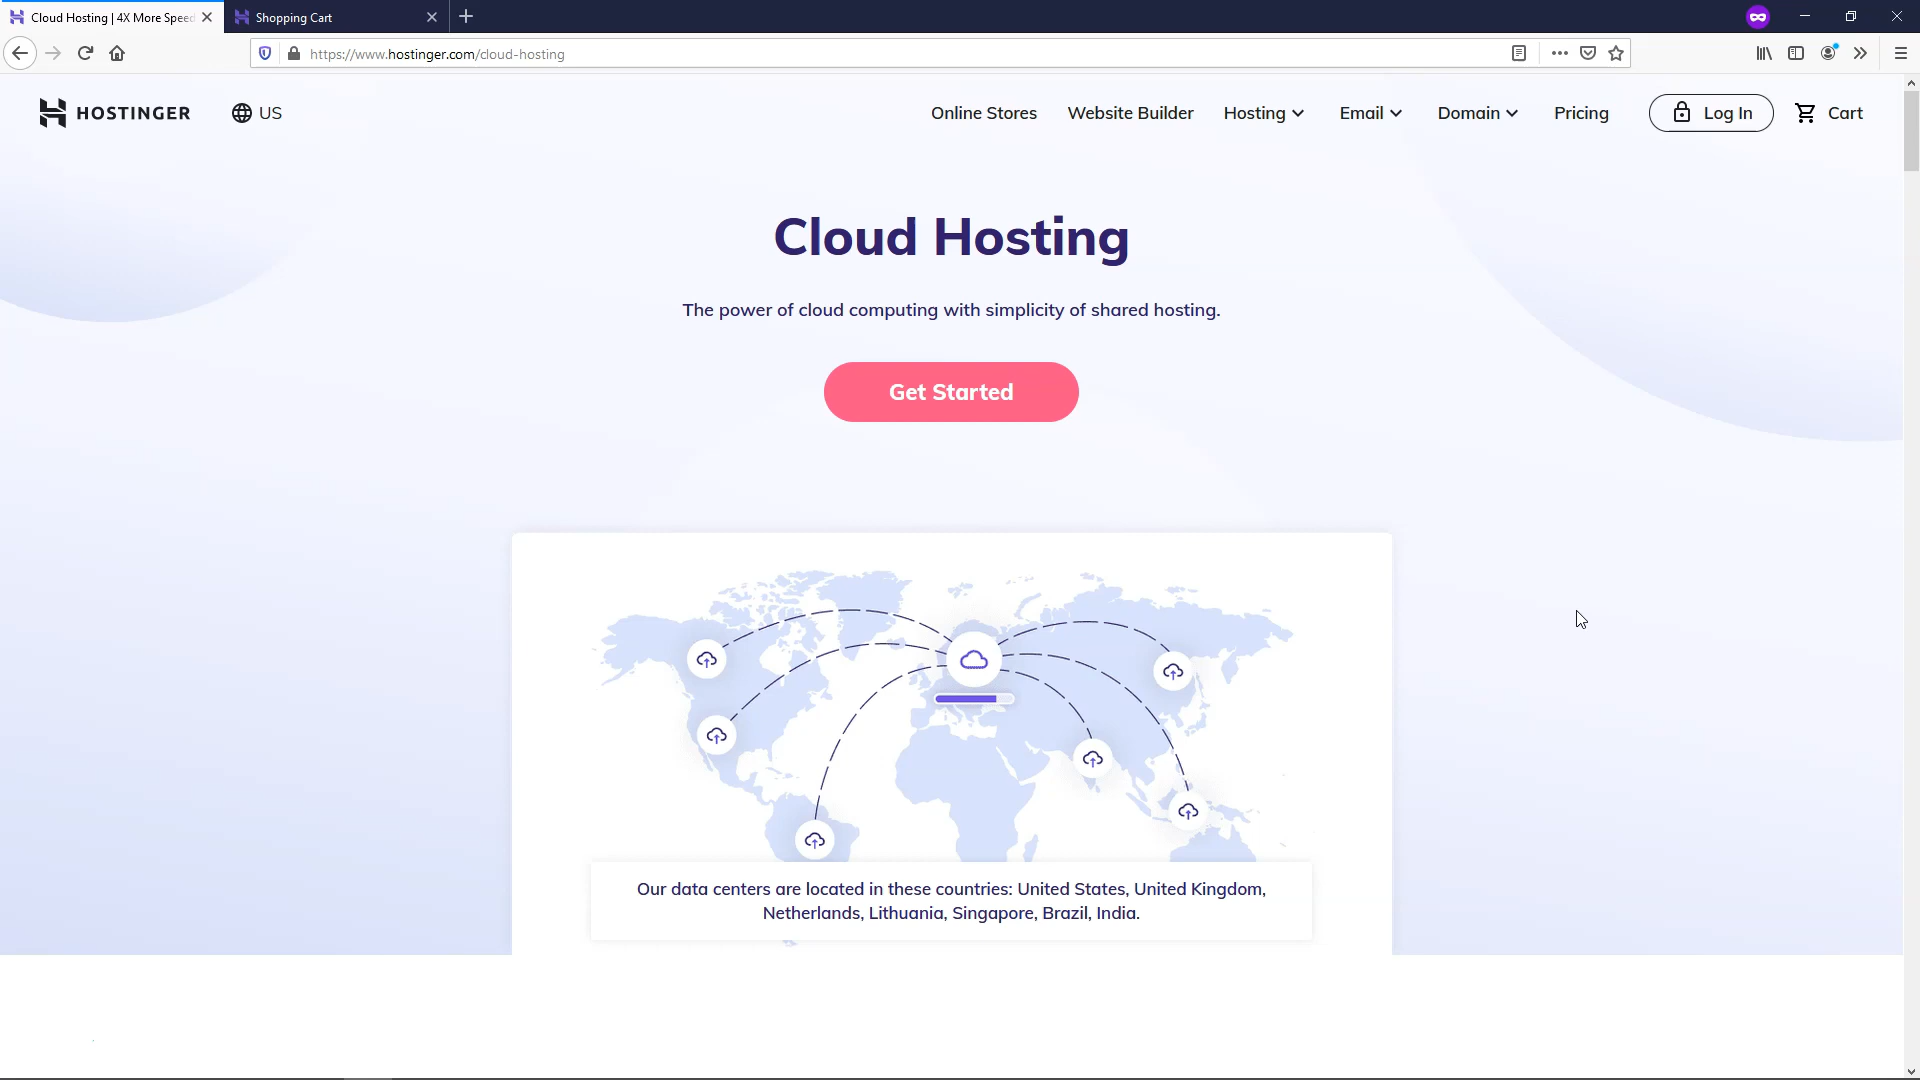 Cloud Hosting | 4X More Speed
Shopping Cart
https://www.hostinger.com/cloud-hosting
HOSTINGER
US
Online Stores
Website Builder
Hosting
Email
Domain
Pricing
Log In
Cart
Cloud Hosting
The power of cloud computing with simplicity of shared hosting.
Get Started
Our data centers are located in these countries: United States, United Kingdom,
Netherlands, Lithuania, Singapore, Brazil, India.